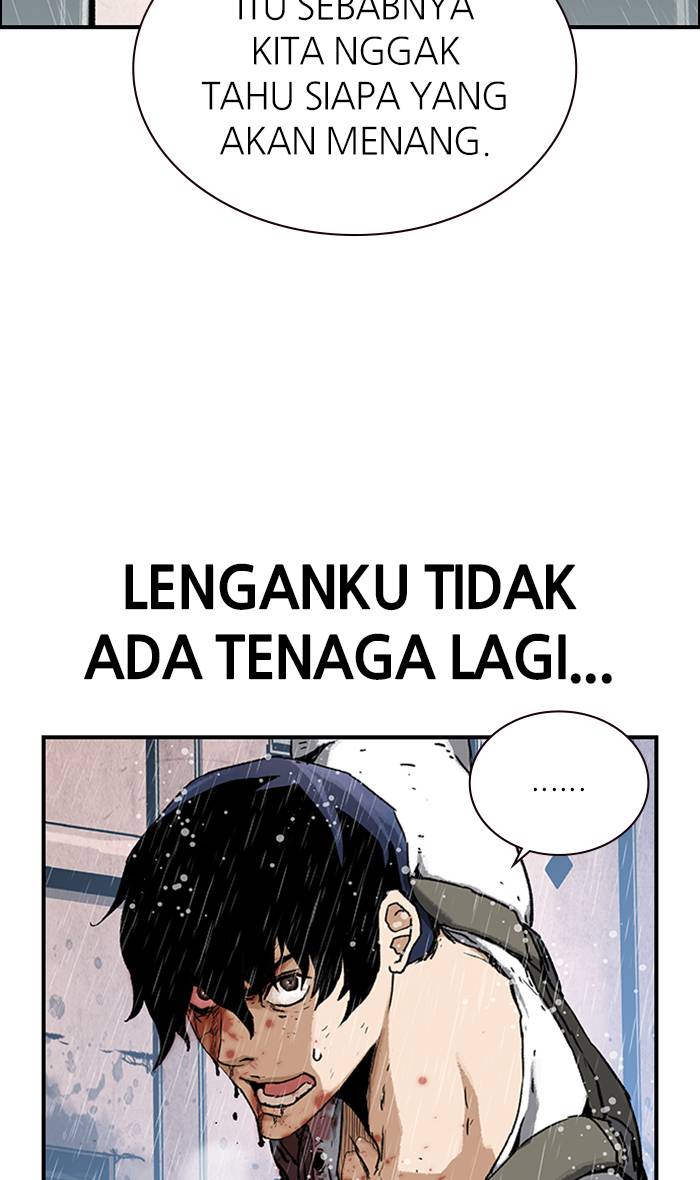 ITU SEBABNYA
KITA NGGAK
TAHU SIAPA YANG
AKAN MENANG.
LENGANKU TIDAK
ADA TENAGA LAGI...
......